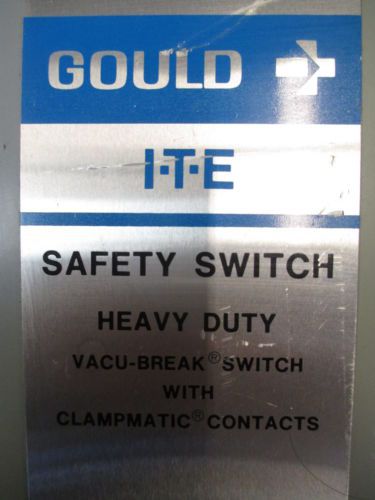 GOULD
I-T-E
SAFETY SWITCH
HEAVY DUTY
VACU-BREAK® SWITCH
WITH
CLAMPMATIC® CONTACTS